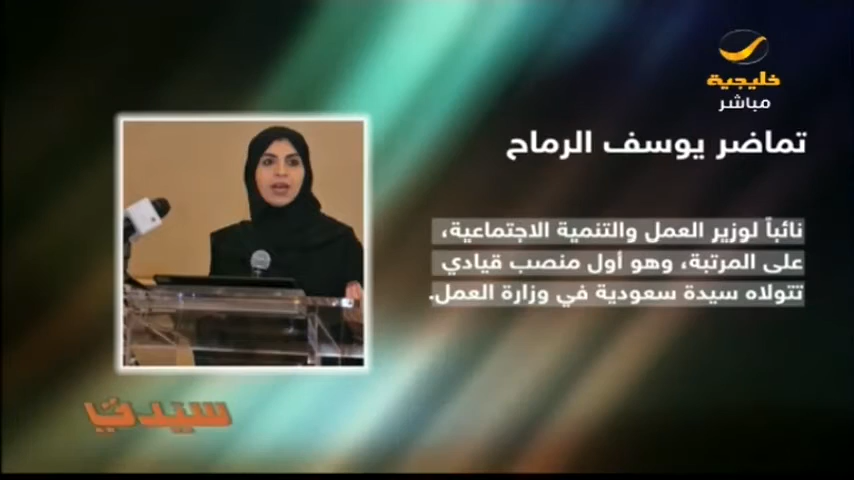 خليجية
مباشر
تماضر يوسف الرماح
نائباً لوزير العمل والتنمية الاجتماعية،
على المرتبة، وهو أول منصب قيادي
تتولاه سيدة سعودية في وزارة العمل.
سيدتي